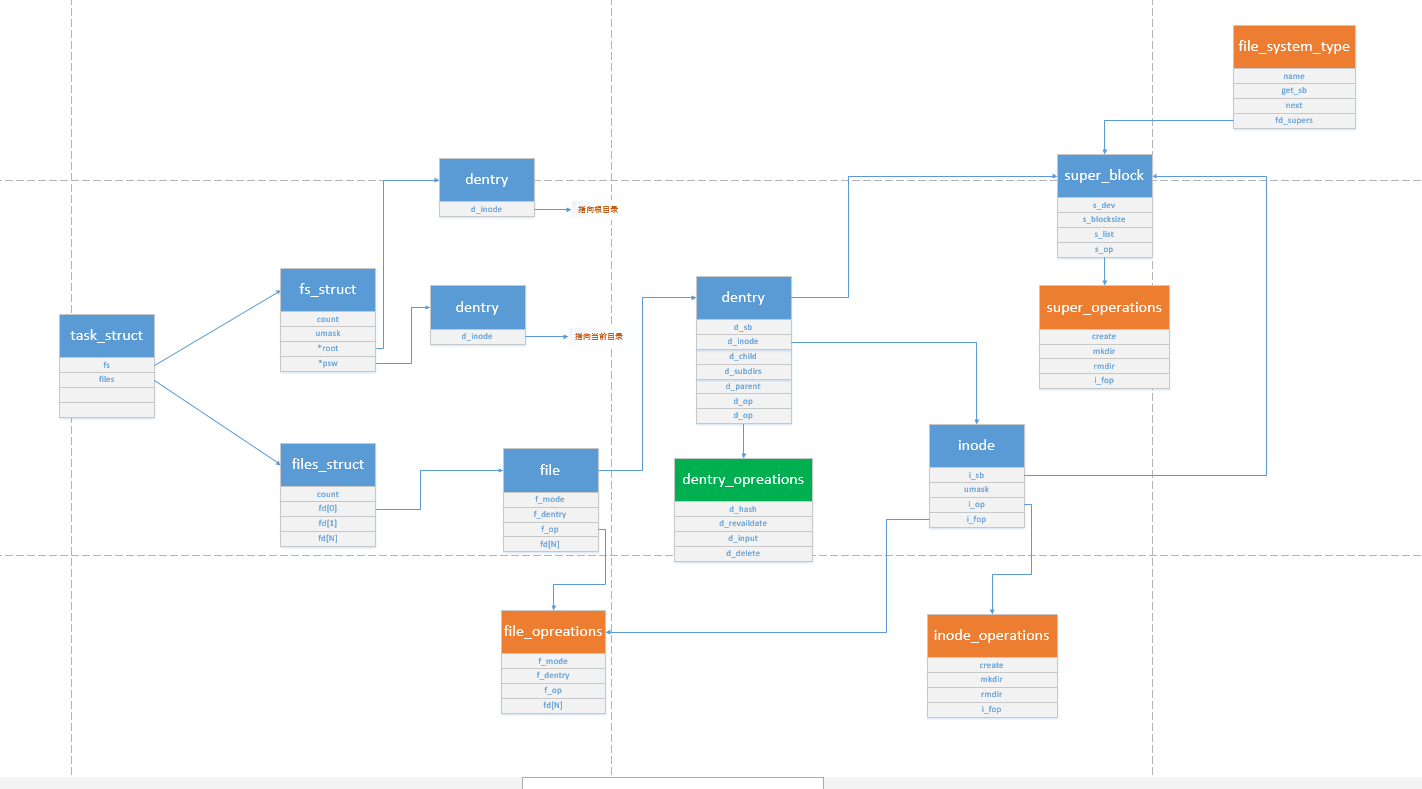 file_system_type
name
get_sb
next
fd_supers
super_block
s_dev
s_blocksize
s_list
s_op
super_operations
create
mkdir
rmdir
i_fop
dentry
d_inode
指向根目录
fs_struct
count
umask
*root
*psw
dentry
d_inode
指向当前目录
task_struct
fs
files
files_struct
count
fd[0]
fd[1]
fd[N]
file
f_mode
f_dentry
f_op
fd[N]
dentry
d_sb
d_inode
d_child
d_subdirs
d_parent
d_op
d_op
dentry_opreations
d_hash
d_revaildate
d_input
d_delete
inode
i_sb
umask
i_op
i_fop
file_opreations
f_mode
f_dentry
f_op
fd[N]
inode_operations
create
mkdir
rmdir
i_fop